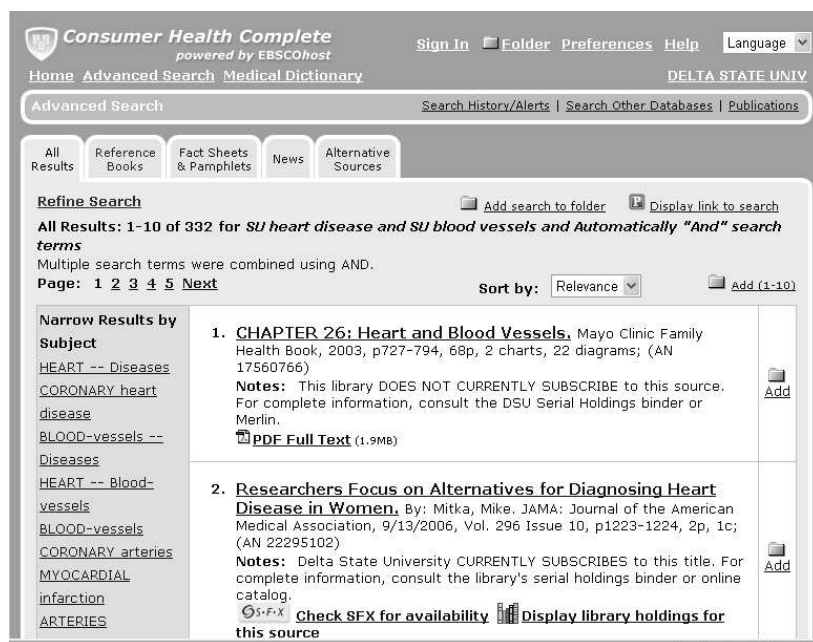 Consumer Health Complete
powered by EBSCOhost
Sign In Folder Preferences Help Language
Home Advanced Search Medical Dictionary
DELTA STATE UNIV
Advanced Search
Search History/Alerts | Search Other Databases | Publications
All Results
Reference Books
Fact Sheets & Pamphlets
News
Alternative Sources
Refine Search
Add search to folder
Display link to search
All Results: 1-10 of 332 for SU heart disease and SU blood vessels and Automatically "And" search
terms
Multiple search terms were combined using AND.
Page: 1 2 3 4 5 Next
Sort by: Relevance
Add (1-10)
Narrow Results by
Subject
HEART -- Diseases
CORONARY heart
disease
BLOOD-vessels --
Diseases
HEART -- Blood-
vessels
BLOOD-vessels
CORONARY arteries
MYOCARDIAL
infarction
ARTERIES
1. CHAPTER 26: Heart and Blood Vessels. Mayo Clinic Family
Health Book, 2003, p727-794, 68p, 2 charts, 22 diagrams; (AN
17560766)
Notes: This library DOES NOT CURRENTLY SUBSCRIBE to this source.
For complete information, consult the DSU Serial Holdings binder or
Merlin.
PDF Full Text (1.9MB)
Add
2. Researchers Focus on Alternatives for Diagnosing Heart
Disease in Women. By: Mitka, Mike. JAMA: Journal of the American
Medical Association, 9/13/2006, Vol. 296 Issue 10, p1223-1224, 2p, 1c;
(AN 22295102)
Notes: Delta State University CURRENTLY SUBSCRIBES to this title. For
complete information, consult the library's serial holdings binder or online
catalog.
S·F·X Check SFX for availability Display library holdings for
this source
Add